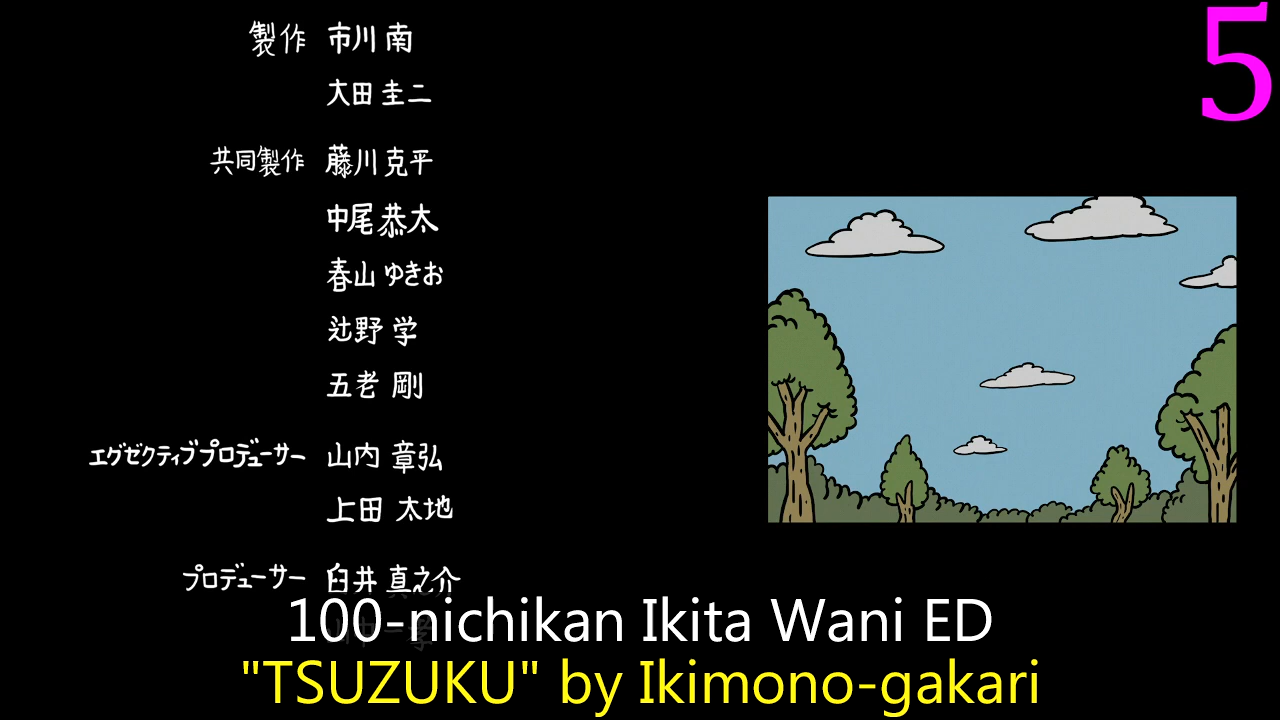 5
製作 市川 南
大田 圭二
共同製作 藤川 克平
中尾 恭太
春山 ゆきお
辻野 学
五老 剛
エグゼクティブプロデューサー 山内 章弘
上田 太地
プロデューサー 臼井 真之介
100-nichikan Ikita Wani ED
"TSUZUKU" by Ikimono-gakari